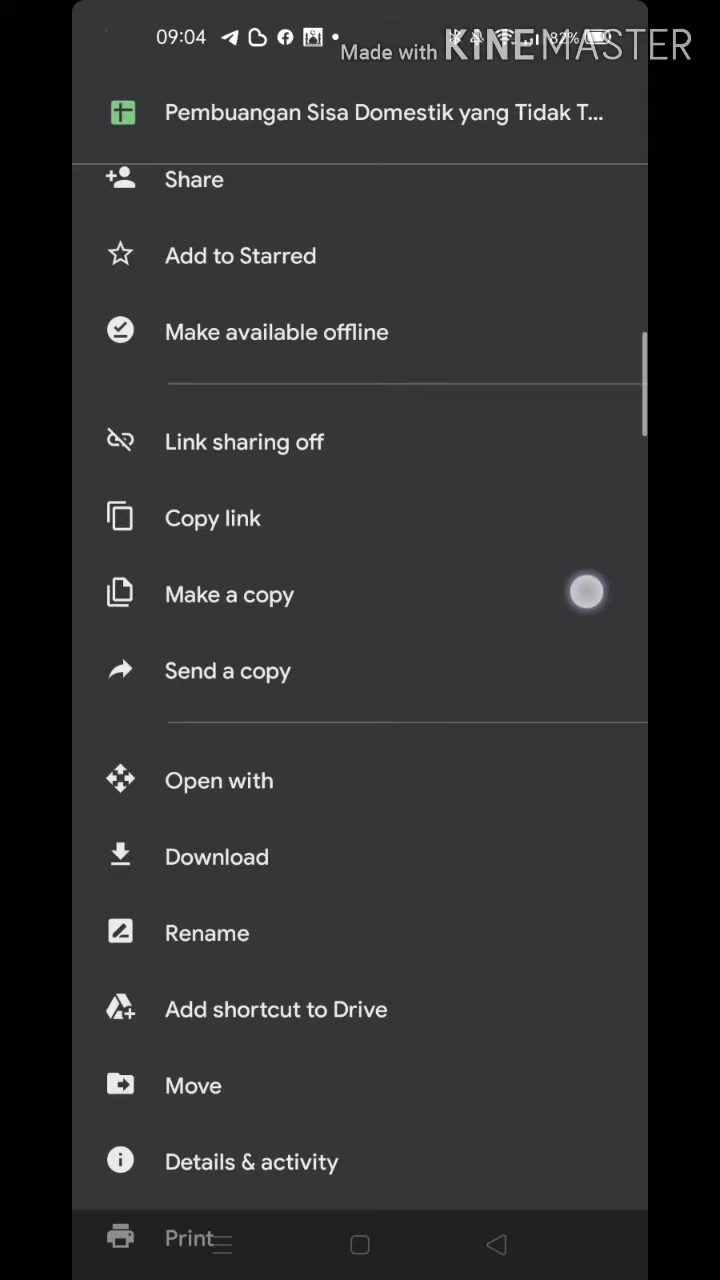 09:04
82%
Made with KINEMASTER
Pembuangan Sisa Domestik yang Tidak T...
Share
Add to Starred
Make available offline
Link sharing off
Copy link
Make a copy
Send a copy
Open with
Download
Rename
Add shortcut to Drive
Move
Details & activity
Print